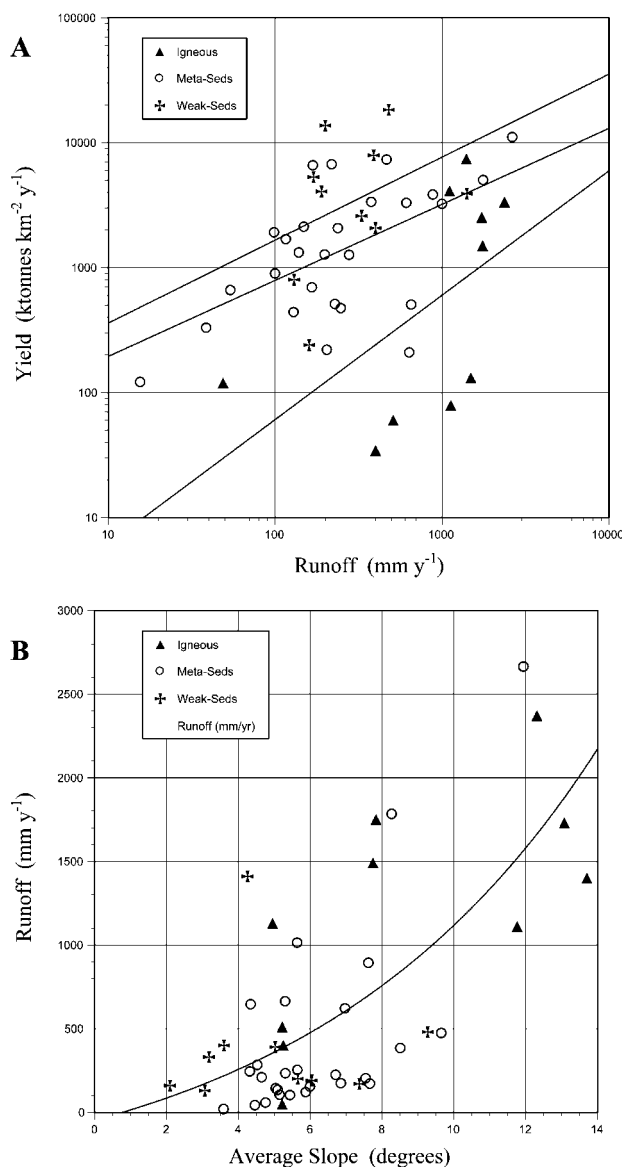 A
Igneous
Meta-Seds
Weak-Seds
100000
10000
1000
100
10
Yield (ktonnes km-2 y-1)
10 100 1000 10000
Runoff (mm y-1)
B
Igneous
Meta-Seds
Weak-Seds
Runoff (mm/yr)
3000
2500
2000
1500
1000
500
0
Runoff (mm y-1)
0 2 4 6 8 10 12 14
Average Slope (degrees)